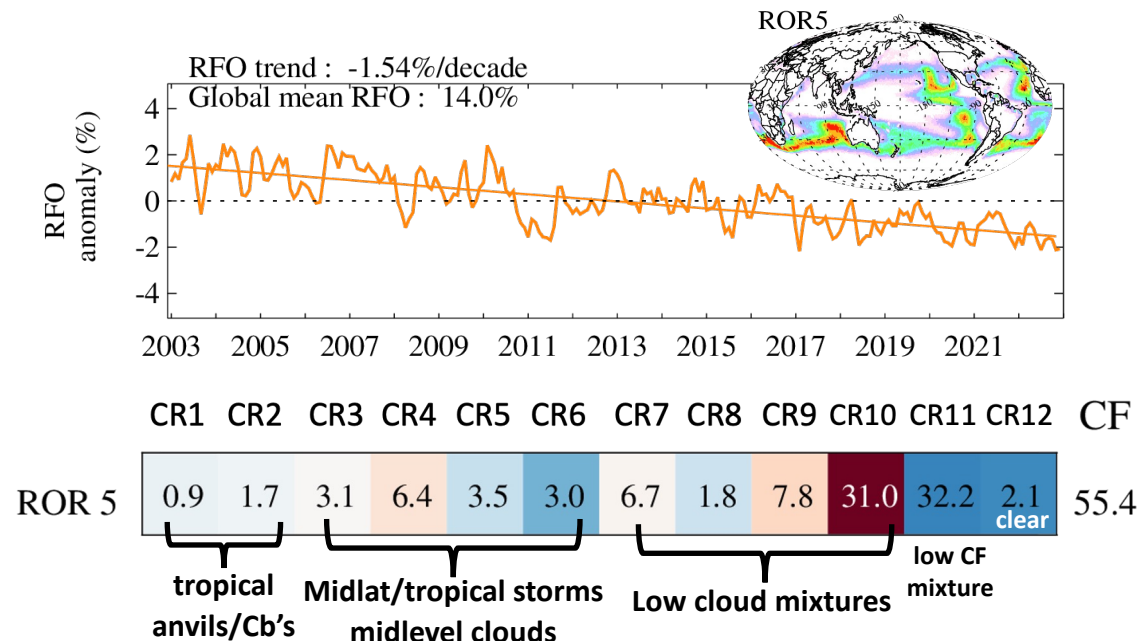 ROR5
RFO trend : -1.54%/decade
Global mean RFO : 14.0%
RFO
anomaly (%)
4
2
0
-2
-4
2003 2005 2007 2009 2011 2013 2015 2017 2019 2021
CR1 CR2 CR3 CR4 CR5 CR6 CR7 CR8 CR9 CR10 CR11 CR12 CF
ROR 5 0.9 1.7 3.1 6.4 3.5 3.0 6.7 1.8 7.8 31.0 32.2 2.1 55.4
clear
tropical
anvils/Cb's
Midlat/tropical storms
midlevel clouds
Low cloud mixtures
low CF
mixture